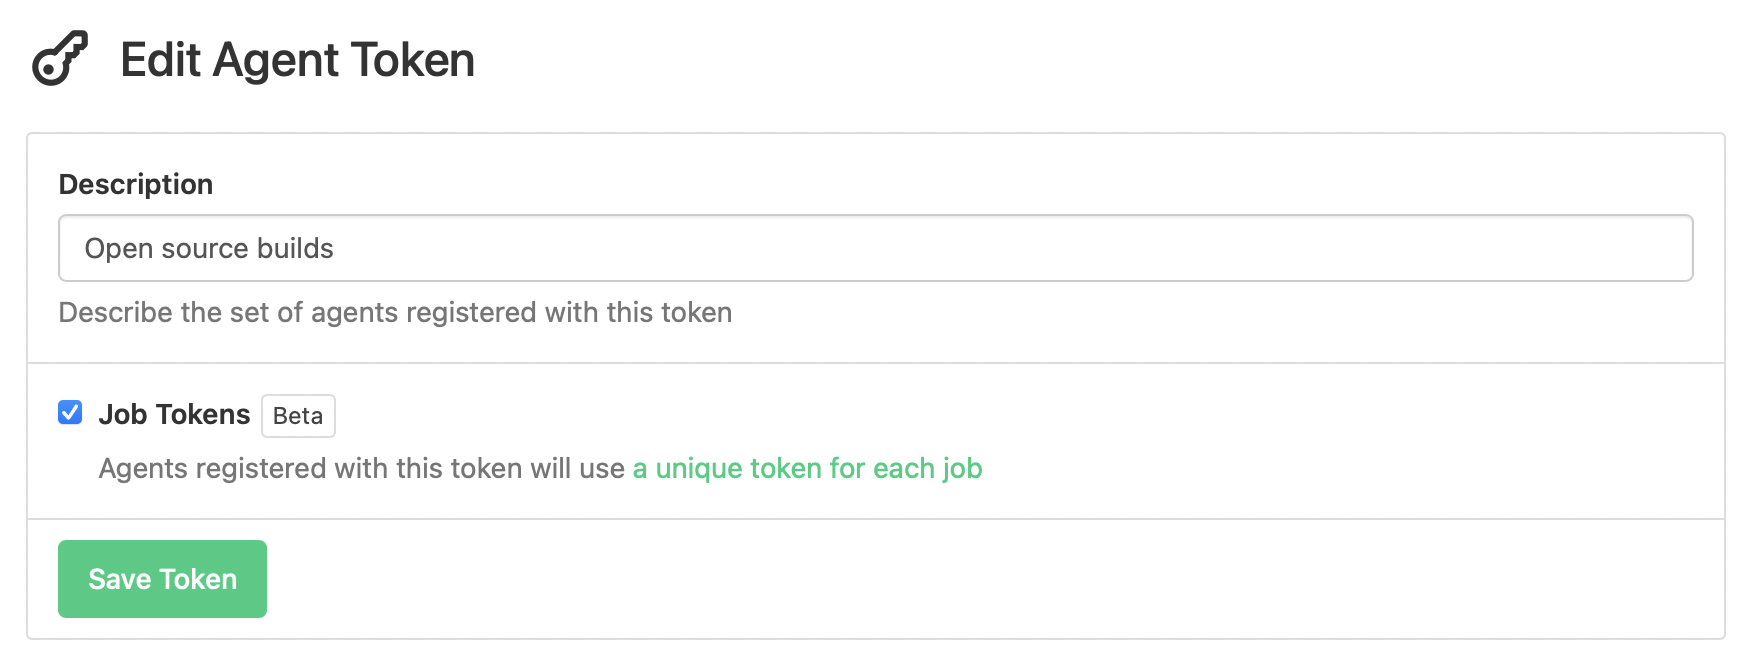 Edit Agent Token
Description
Open source builds
Describe the set of agents registered with this token
Job Tokens Beta
Agents registered with this token will use a unique token for each job
Save Token